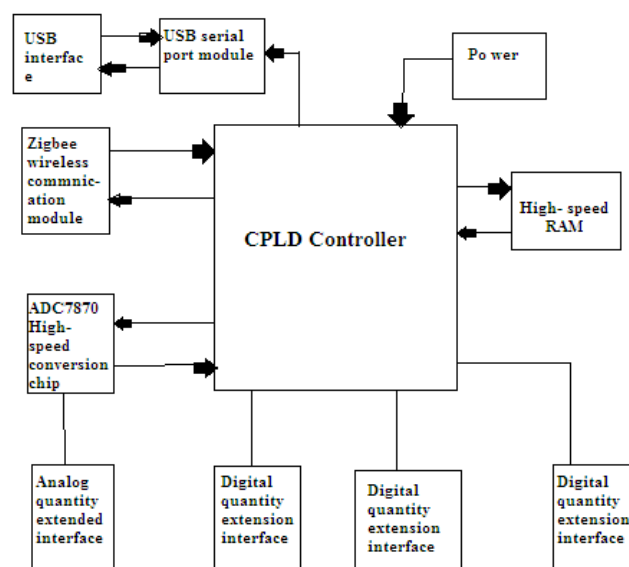 USB
interfac
e
USB serial
port module
Po wer
Zigbee
wireless
commnic-
ation
module
CPLD Controller
High- speed
RAM
ADC7870
High-
speed
conversion
chip
Analog
quantity
extended
interface
Digital
quantity
extension
interface
Digital
quantity
extension
interface
Digital
quantity
extension
interface